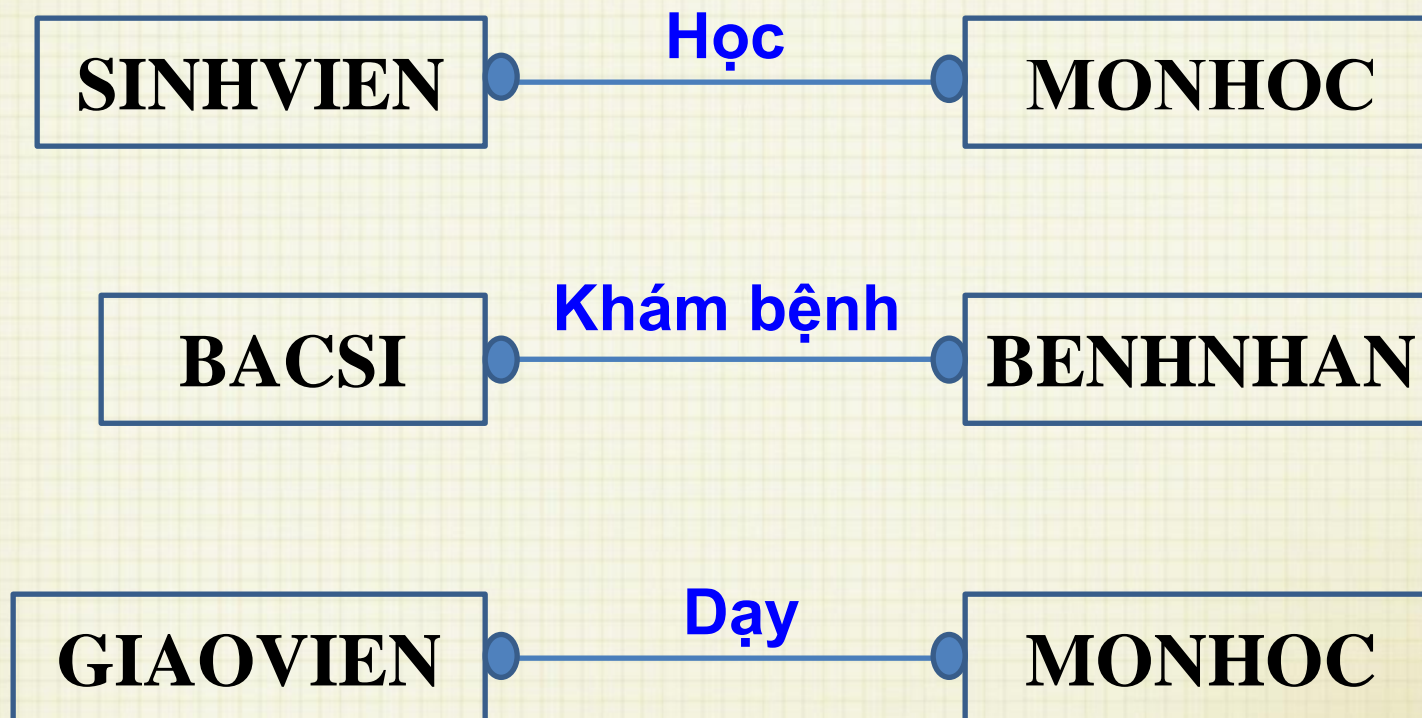 Học
SINHVIEN
MONHOC
Khám bệnh
BACSI
BENHNHAN
Dạy
GIAOVIEN
MONHOC